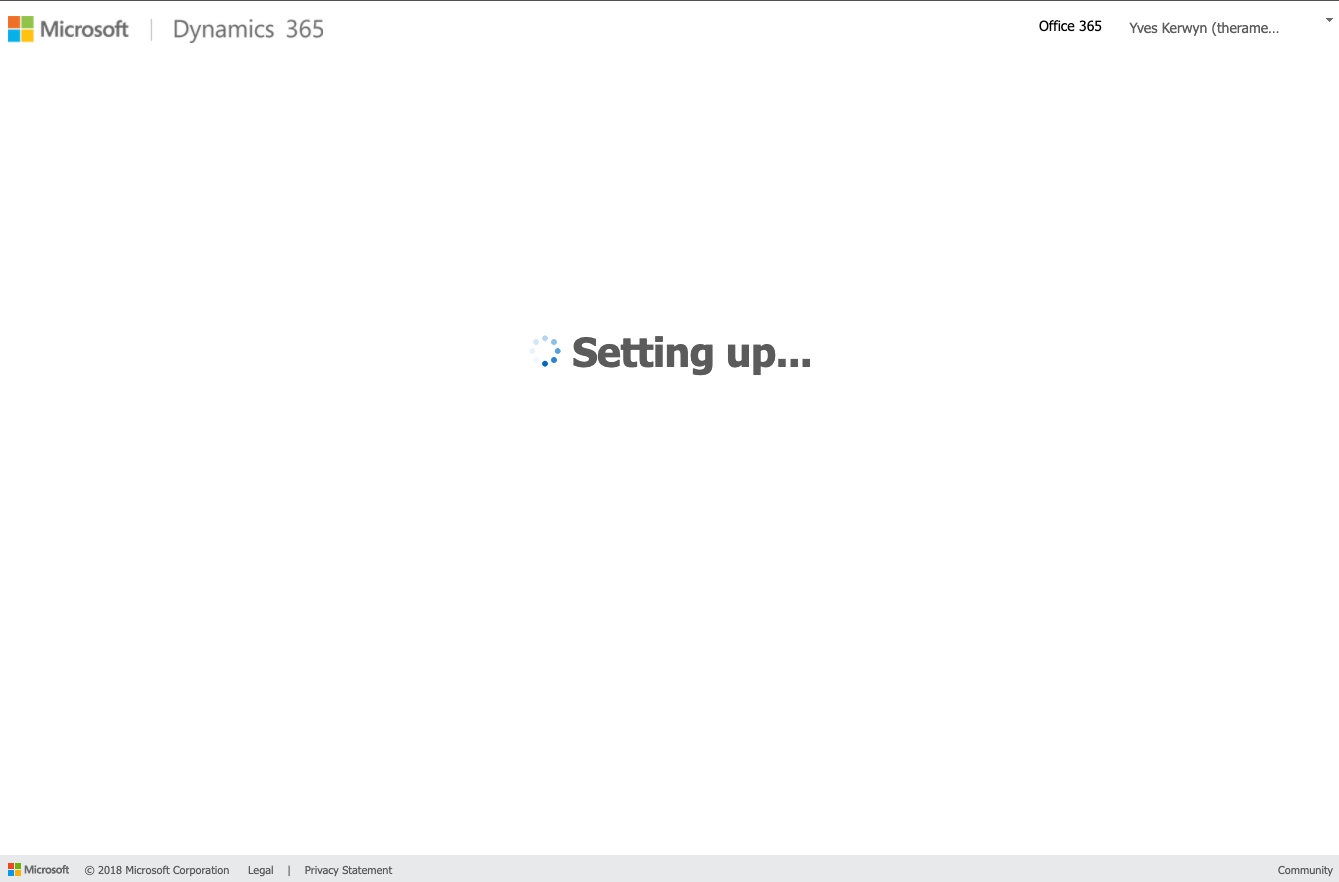 Microsoft | Dynamics 365 Office 365 Yves Kerwyn (therame...
Setting up...
Microsoft © 2018 Microsoft Corporation Legal | Privacy Statement Community